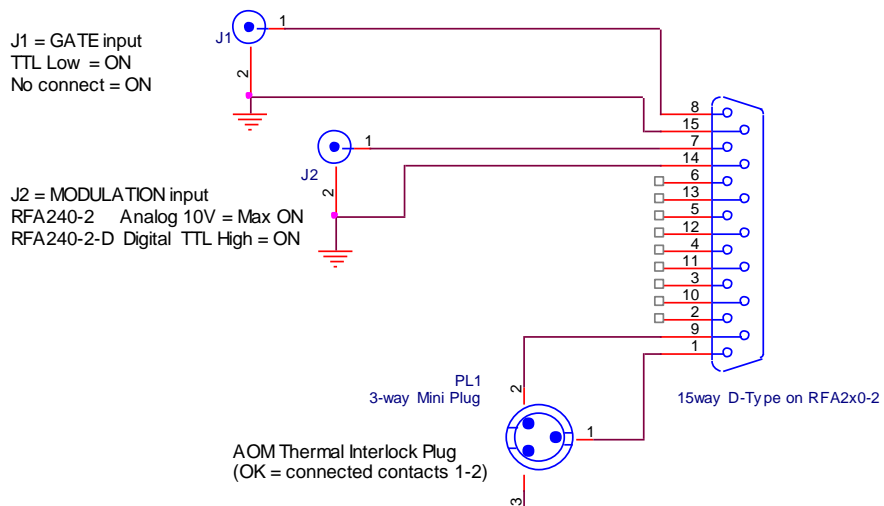 J1 = GATE input
TTL Low = ON
No connect = ON
J1
1
2
J2 = MODULATION input
RFA240-2 Analog 10V = Max ON
RFA240-2-D Digital TTL High = ON
J2
1
2
8
15
7
14
6
13
5
12
4
11
3
10
2
9
1
15way D-Type on RFA2x0-2
PL1
3-way Mini Plug
2
1
3
AOM Thermal Interlock Plug
(OK = connected contacts 1-2)